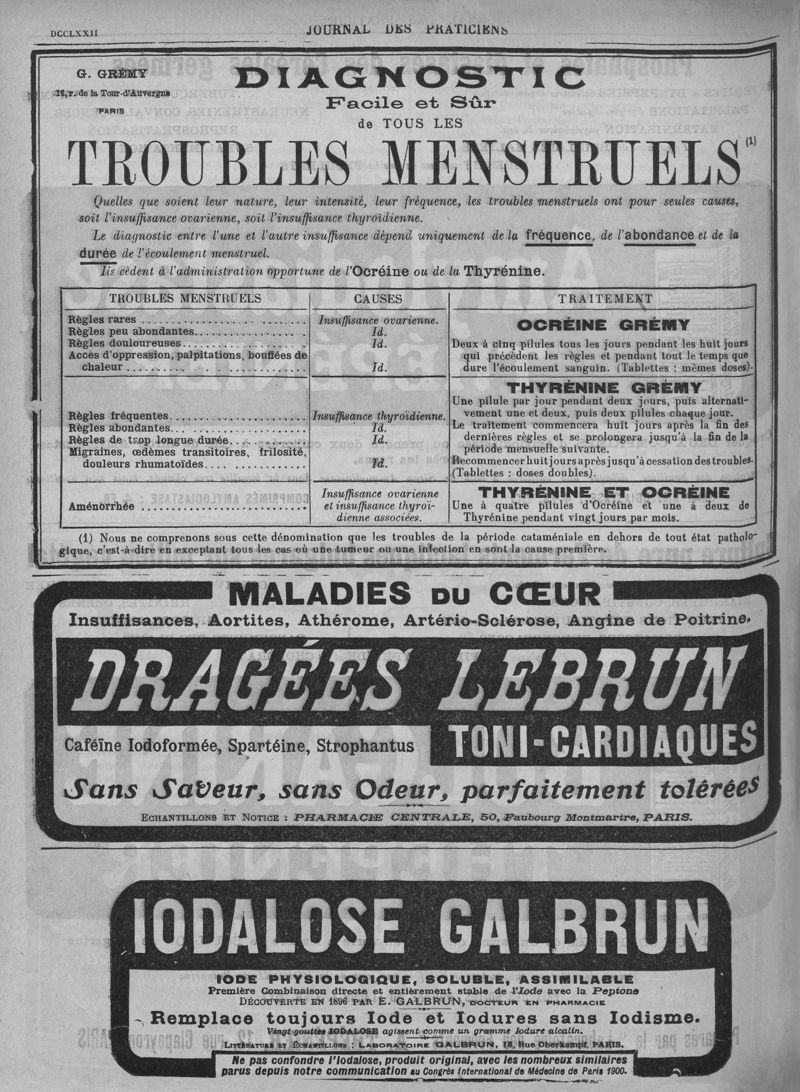 DCCLXXII
JOURNAL DES PRATICIENS
G. GRÉMY
16, r. de la Tour-d'Auvergne
PARIS
DIAGNOSTIC
Facile et Sûr
de TOUS LES
TROUBLES MENSTRUELS (1)
Quelles que soient leur nature, leur intensité, leur fréquence, les troubles menstruels ont pour seules causes,
soit l'insuffisance ovarienne, soit l'insuffisance thyroïdienne.
Le diagnostic entre l'une et l'autre insuffisance dépend uniquement de la fréquence, de l'abondance et de la
durée de l'écoulement menstruel.
Ils cèdent à l'administration opportune de l'Ocréine ou de la Thyrénine.
TROUBLES MENSTRUELS
CAUSES
TRAITEMENT
Règles rares
Insuffisance ovarienne.
Règles peu abondantes
Id.
Règles douloureuses
Id.
Accès d'oppression, palpitations, bouffées de
chaleur
Id.
OCRÉINE GRÉMY
Deux à cinq pilules tous les jours pendant les huit jours
qui précèdent les règles et pendant tout le temps que
dure l'écoulement sanguin. (Tablettes : mêmes doses).
Règles fréquentes
Insuffisance thyroïdienne.
Règles abondantes
Id.
Règles de trop longue durée
Id.
Migraines, œdèmes transitoires, frilosité,
douleurs rhumatoïdes
Id.
THYRÉNINE GRÉMY
Une pilule par jour pendant deux jours, puis alternati-
vement une et deux, puis deux pilules chaque jour.
Le traitement commencera huit jours après la fin des
dernières règles et se prolongera jusqu'à la fin de la
période mensuelle suivante.
Recommencer huit jours après jusqu'à cessation des troubles.
(Tablettes : doses doubles).
Aménorrhée
Insuffisance ovarienne
et insuffisance thyroï-
dienne associées.
THYRÉNINE ET OCRÉINE
Une à quatre pilules d'Ocréine et une à deux de
Thyrénine pendant vingt jours par mois.
(1) Nous ne comprenons sous cette dénomination que les troubles de la période cataméniale en dehors de tout état patholo-
gique, c'est-à-dire en exceptant tous les cas où une tumeur ou une infection en sont la cause première.
MALADIES DU CŒUR
Insuffisances, Aortites, Athérome, Artério-Sclérose, Angine de Poitrine.
DRAGÉES LEBRUN
Caféïne Iodoformée, Spartéine, Strophantus
TONI-CARDIAQUES
Sans Saveur, sans Odeur, parfaitement tolérées
ECHANTILLONS ET NOTICE : PHARMACIE CENTRALE, 50, Faubourg Montmartre, PARIS.
IODALOSE GALBRUN
IODE PHYSIOLOGIQUE, SOLUBLE, ASSIMILABLE
Première Combinaison directe et entièrement stable de l'Iode avec la Peptone
DÉCOUVERTE EN 1896 PAR E. GALBRUN, DOCTEUR EN PHARMACIE
Remplace toujours Iode et Iodures sans Iodisme.
Vingt gouttes IODALOSE agissent comme un gramme Iodure alcalin.
LITTÉRATURE ET ÉCHANTILLONS : LABORATOIRE GALBRUN, 18, Rue Oberkampf, PARIS.
Ne pas confondre l'Iodalose, produit original, avec les nombreux similaires
parus depuis notre communication au Congrès International de Médecine de Paris 1900.